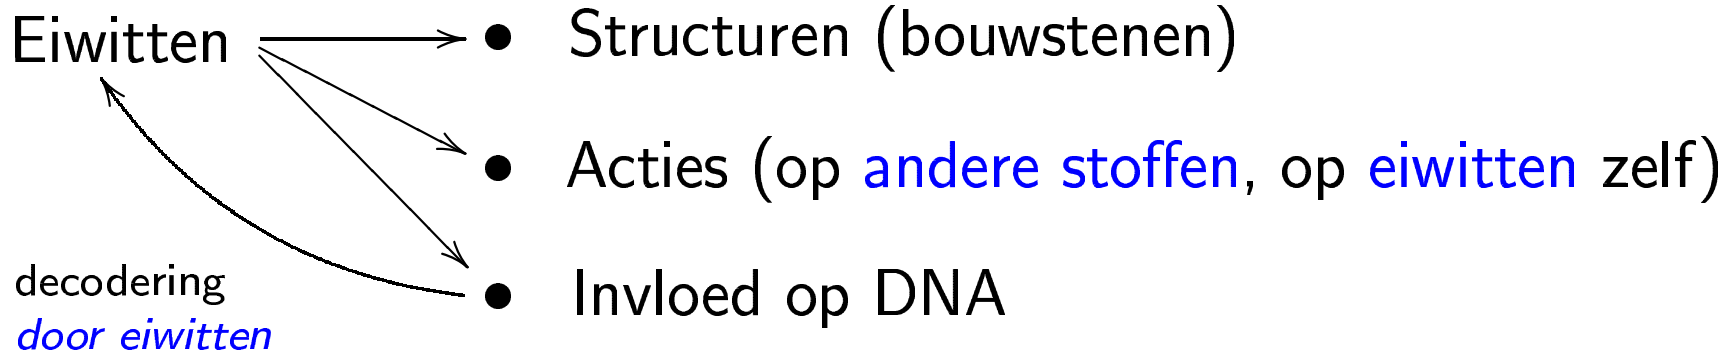 Eiwitten • Structuren (bouwstenen)
• Acties (op andere stoffen, op eiwitten zelf)
• Invloed op DNA
decodering
door eiwitten